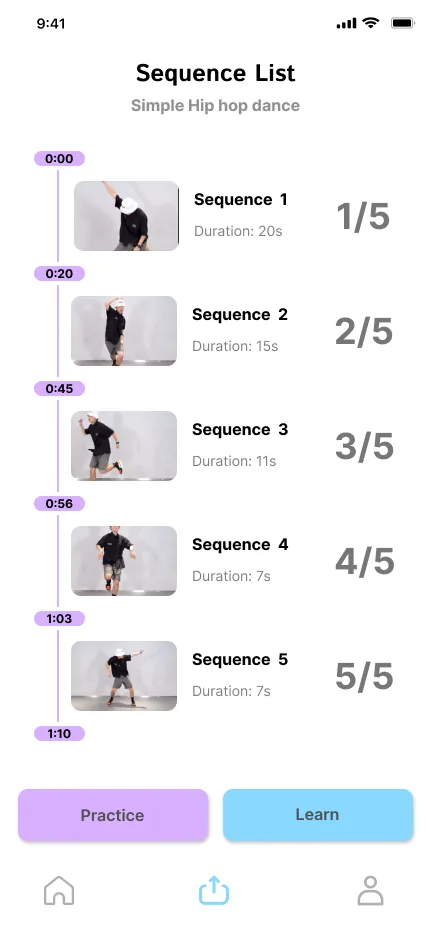 9:41
Sequence List
Simple Hip hop dance
0:00
Sequence 1
Duration: 20s
1/5
0:20
Sequence 2
Duration: 15s
2/5
0:45
Sequence 3
Duration: 11s
3/5
0:56
Sequence 4
Duration: 7s
4/5
1:03
Sequence 5
Duration: 7s
5/5
1:10
Practice
Learn